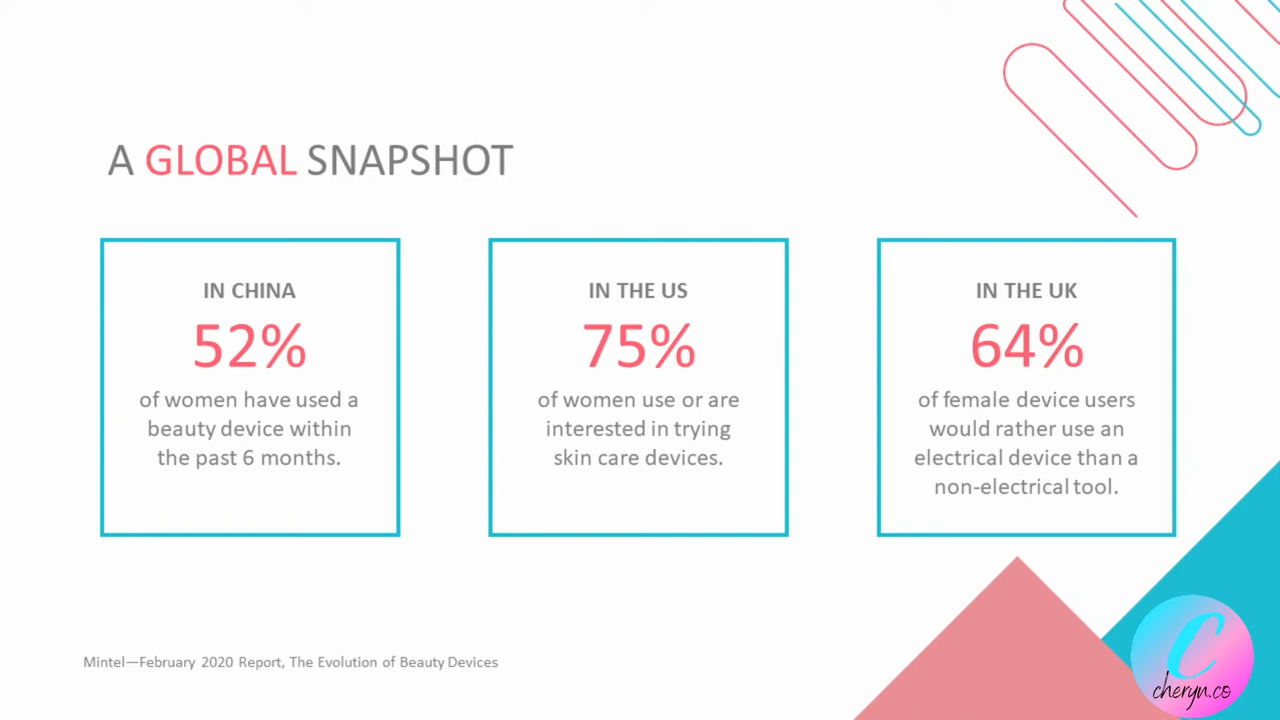 A GLOBAL SNAPSHOT
IN CHINA
52%
of women have used a
beauty device within
the past 6 months.
IN THE US
75%
of women use or are
interested in trying
skin care devices.
IN THE UK
64%
of female device users
would rather use an
electrical device than a
non-electrical tool.
Mintel—February 2020 Report, The Evolution of Beauty Devices
C
cheryn.co